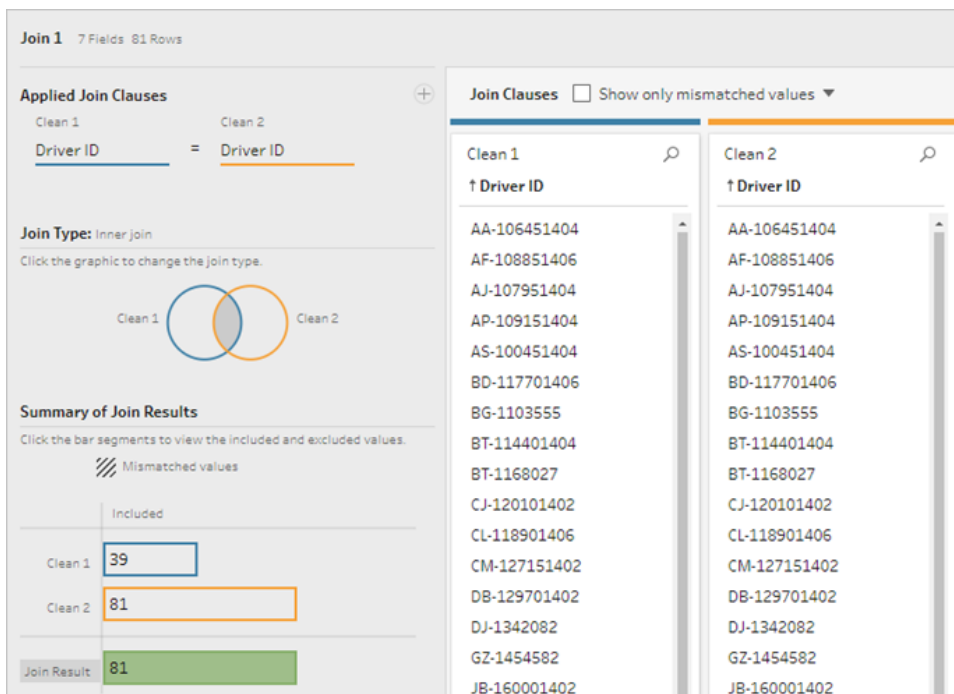 Join 1 7 Fields 81 Rows
Applied Join Clauses
Clean 1 Clean 2
Driver ID = Driver ID
Join Type: Inner join
Click the graphic to change the join type.
Clean 1 Clean 2
Summary of Join Results
Click the bar segments to view the included and excluded values.
Mismatched values
Included
Clean 1 39
Clean 2 81
Join Result 81
Join Clauses Show only mismatched values
Clean 1
Driver ID
AA-106451404
AF-108851406
AJ-107951404
AP-109151404
AS-100451404
BD-117701406
BG-1103555
BT-114401404
BT-1168027
CJ-120101402
CL-118901406
CM-127151402
DB-129701402
DJ-1342082
GZ-1454582
JB-160001402
Clean 2
Driver ID
AA-106451404
AF-108851406
AJ-107951404
AP-109151404
AS-100451404
BD-117701406
BG-1103555
BT-114401404
BT-1168027
CJ-120101402
CL-118901406
CM-127151402
DB-129701402
DJ-1342082
GZ-1454582
JB-160001402